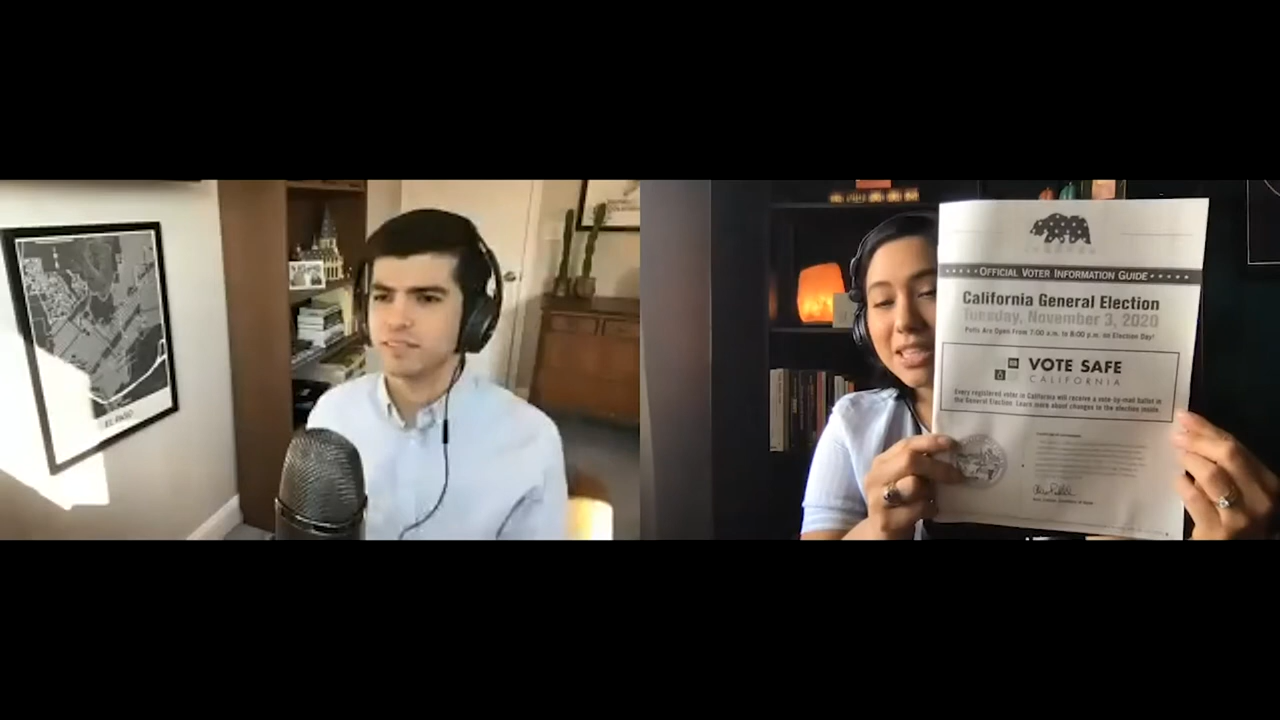 EL PASO
OFFICIAL VOTER INFORMATION GUIDE
California General Election
Tuesday, November 3, 2020
Polls Are Open From 7:00 a.m. to 8:00 p.m. on Election Day!
VOTE SAFE
CALIFORNIA
Every registered voter in California will receive a vote-by-mail ballot in
the General Election. Learn more about changes to the election inside.